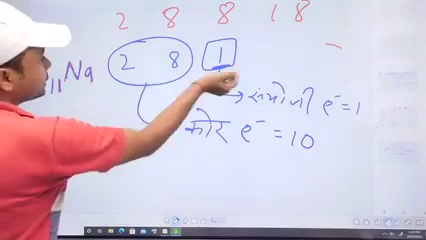 2 8 8 18
11Na 2 8 1
→ संयोजी e⁻ = 1
कोर e⁻ = 10